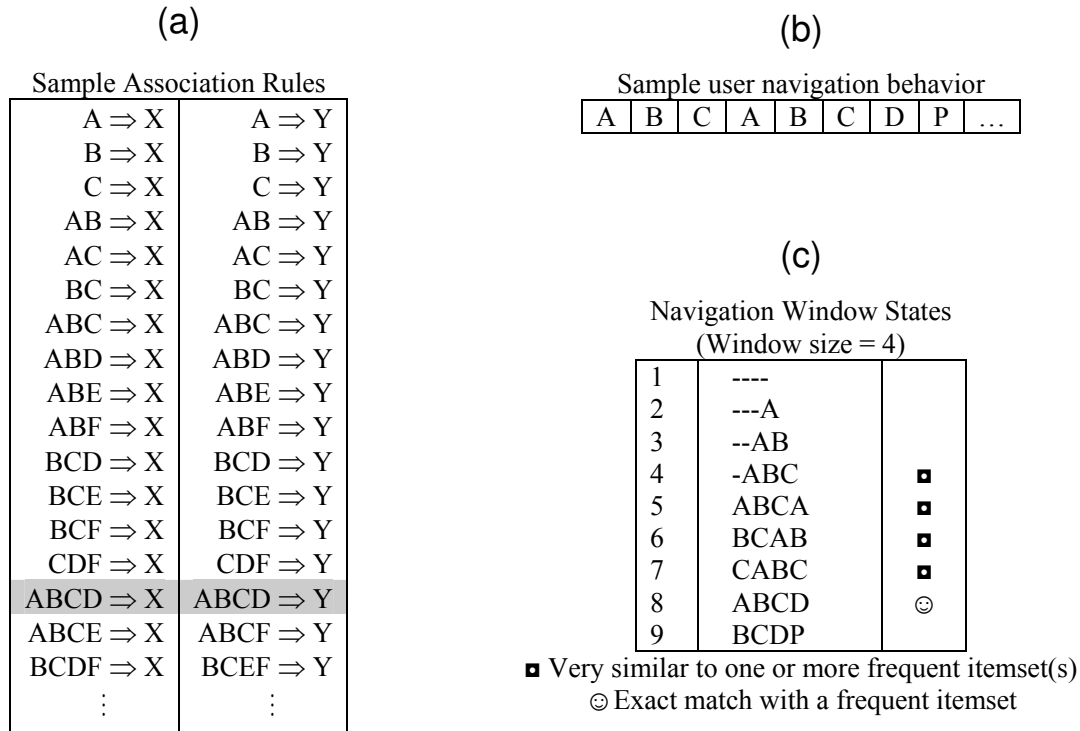 (a)
Sample Association Rules
A ⇒ X A ⇒ Y
B ⇒ X B ⇒ Y
C ⇒ X C ⇒ Y
AB ⇒ X AB ⇒ Y
AC ⇒ X AC ⇒ Y
BC ⇒ X BC ⇒ Y
ABC ⇒ X ABC ⇒ Y
ABD ⇒ X ABD ⇒ Y
ABE ⇒ X ABE ⇒ Y
ABF ⇒ X ABF ⇒ Y
BCD ⇒ X BCD ⇒ Y
BCE ⇒ X BCE ⇒ Y
BCF ⇒ X BCF ⇒ Y
CDF ⇒ X CDF ⇒ Y
ABCD ⇒ X ABCD ⇒ Y
ABCE ⇒ X ABCF ⇒ Y
BCDF ⇒ X BCEF ⇒ Y
⋮ ⋮
(b)
Sample user navigation behavior
A B C A B C D P …
(c)
Navigation Window States
(Window size = 4)
1 ----
2 ---A
3 --AB
4 -ABC ◘
5 ABCA ◘
6 BCAB ◘
7 CABC ◘
8 ABCD ☺
9 BCDP
◘ Very similar to one or more frequent itemset(s)
☺ Exact match with a frequent itemset